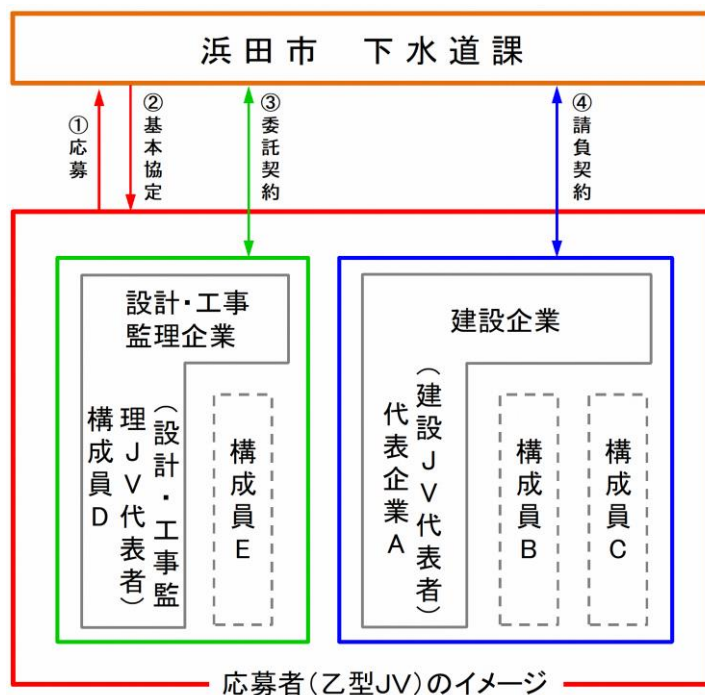 浜田市　下水道課
①応募
②基本協定
③委託契約
④請負契約
設計・工事
監理企業
（設計・工事監
理ＪＶ代表者）
構成員Ｄ
構成員Ｅ
建設企業
（建設ＪＶ代表者）
代表企業Ａ
構成員Ｂ
構成員Ｃ
応募者（乙型JV）のイメージ